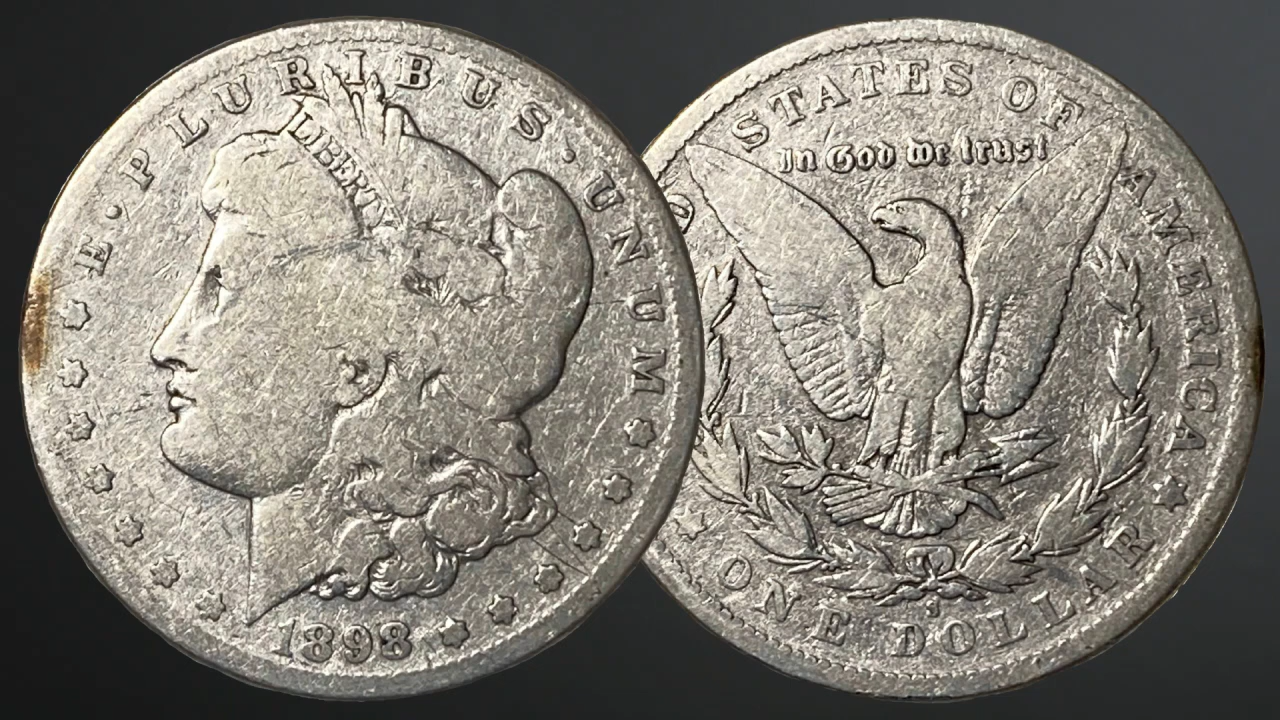 E · PLURIBUS · UNUM
LIBERTY
1898
STATES OF AMERICA
In God we trust
S
ONE DOLLAR